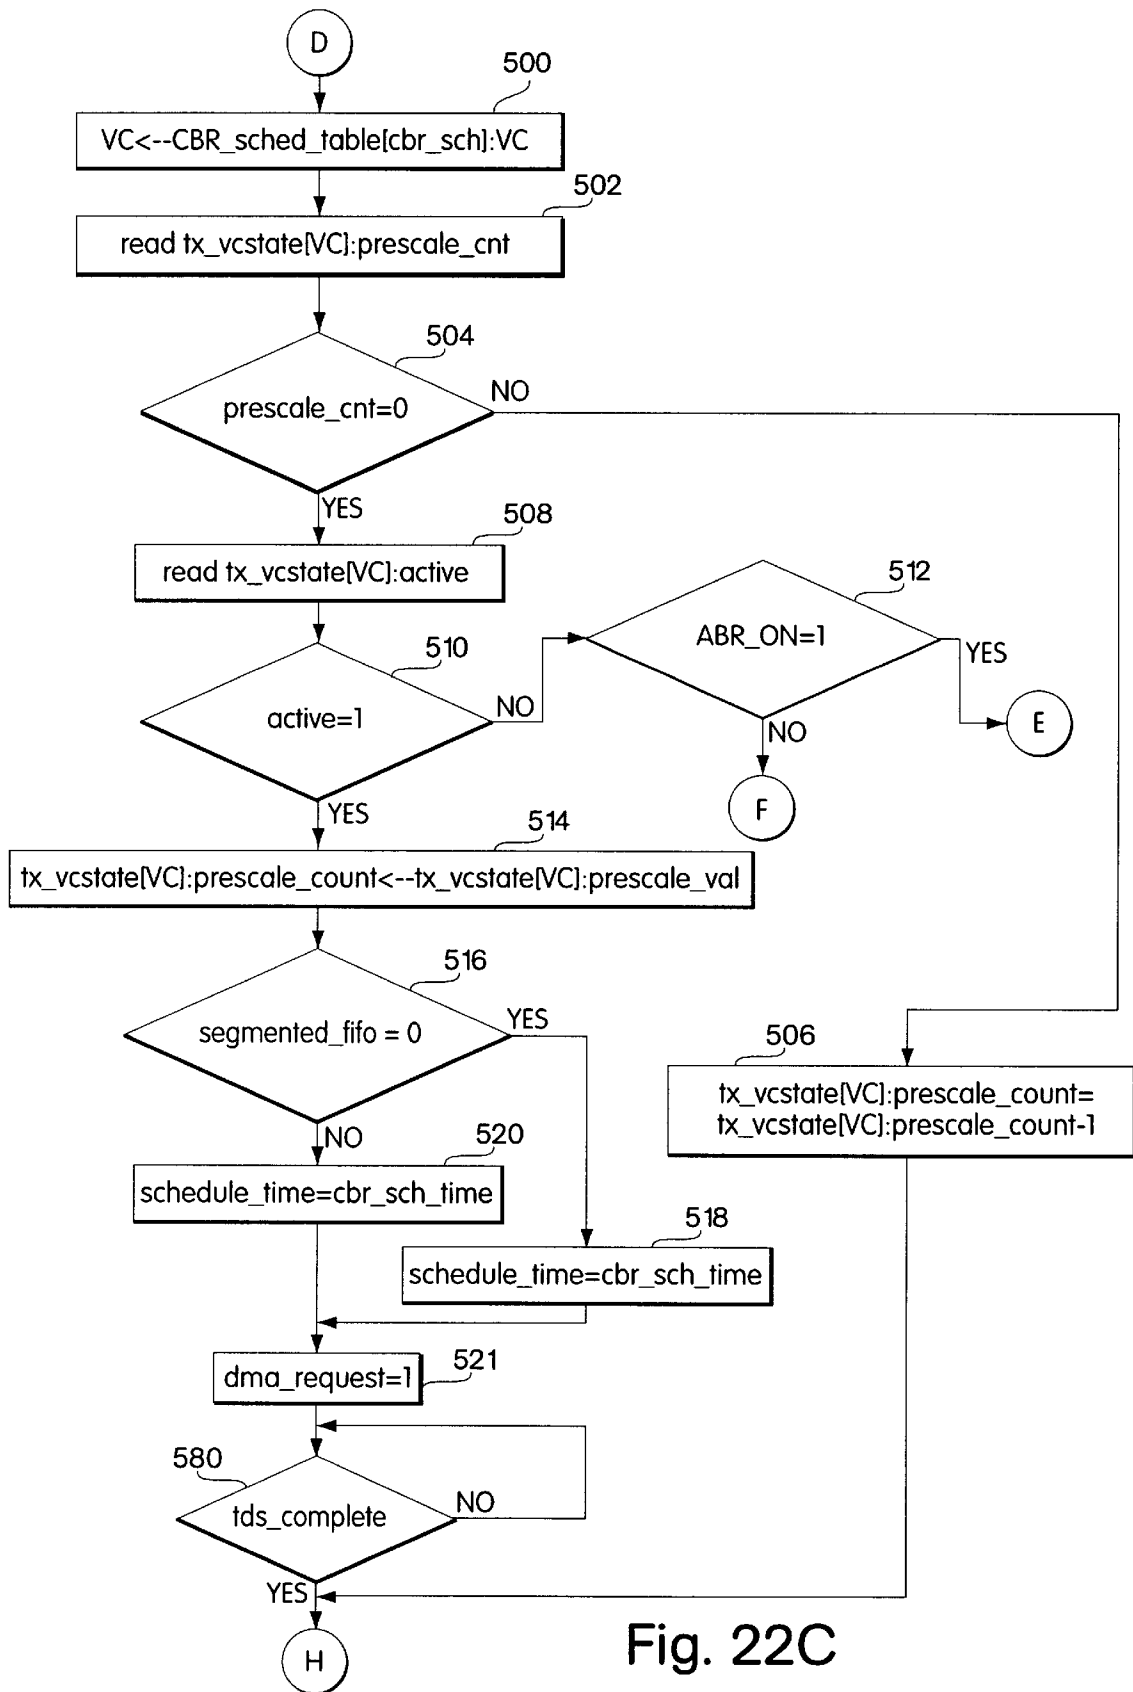 D
500
VC<--CBR_sched_table[cbr_sch]:VC
502
read tx_vcstate[VC]:prescale_cnt
504
prescale_cnt=0
NO
YES
508
read tx_vcstate[VC]:active
512
ABR_ON=1
YES
510
active=1
NO
E
NO
F
YES
514
tx_vcstate[VC]:prescale_count<--tx_vcstate[VC]:prescale_val
516
segmented_fifo = 0
YES
506
tx_vcstate[VC]:prescale_count=
tx_vcstate[VC]:prescale_count-1
NO
520
schedule_time=cbr_sch_time
518
schedule_time=cbr_sch_time
521
dma_request=1
580
tds_complete
NO
YES
H
Fig. 22C